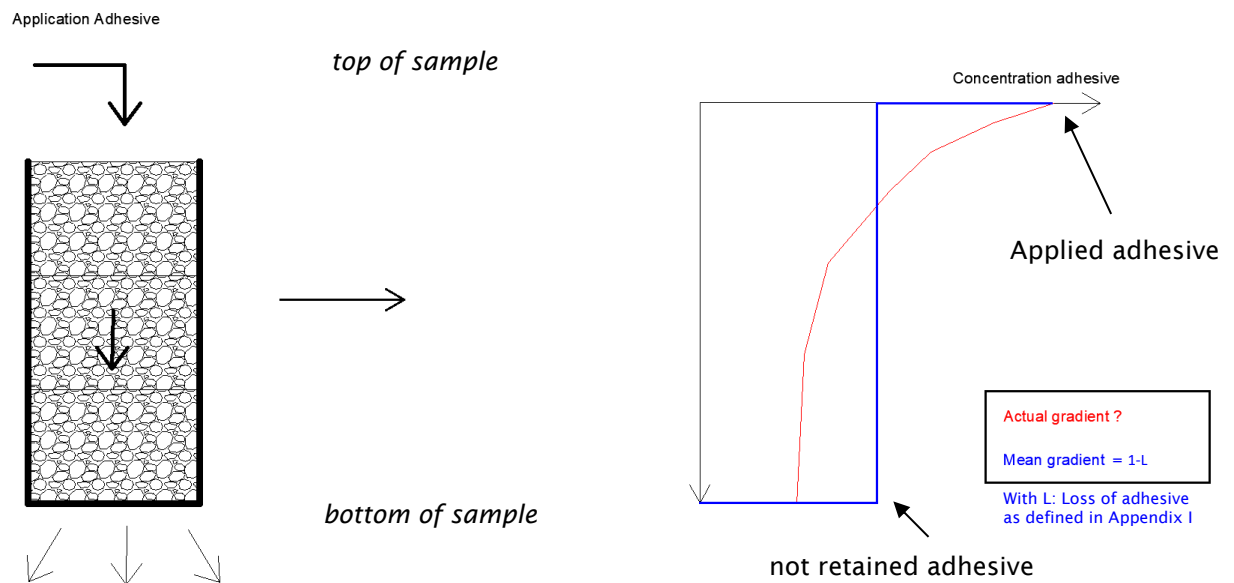 Application Adhesive
top of sample
Concentration adhesive
Applied adhesive
Actual gradient ?
Mean gradient = 1-L
With L: Loss of adhesive
as defined in Appendix I
bottom of sample
not retained adhesive